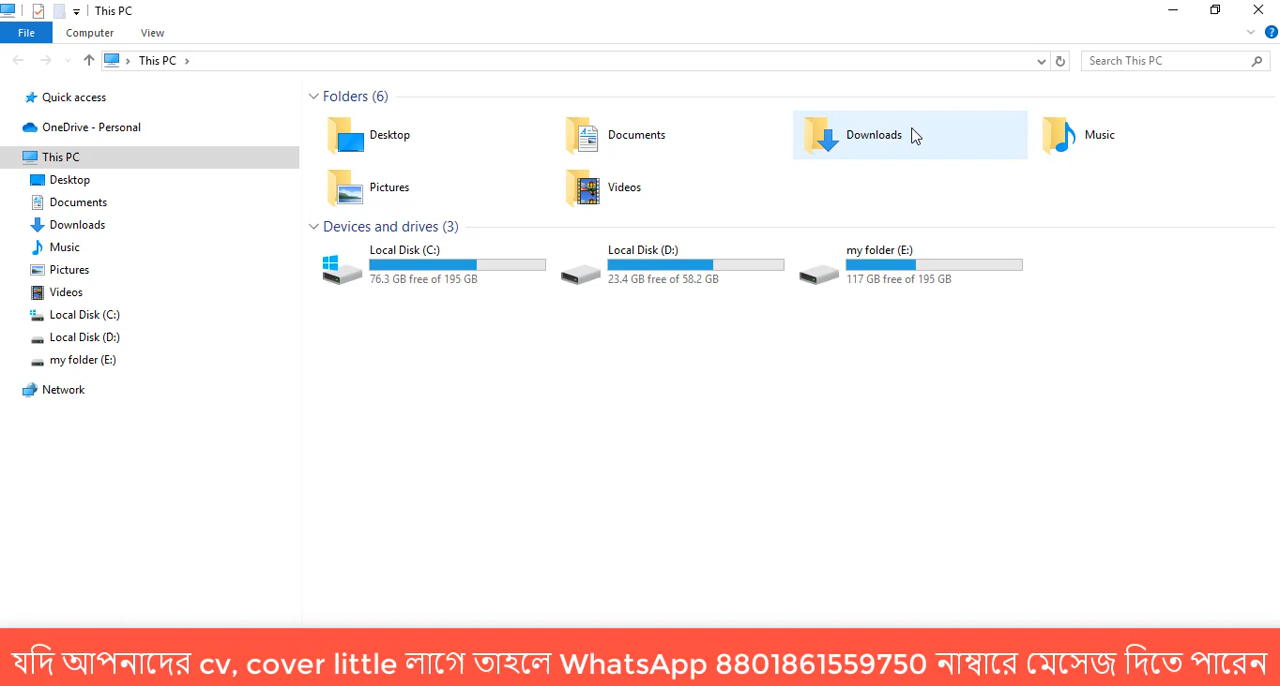 This PC
File Computer View
This PC
Search This PC
Quick access
OneDrive - Personal
This PC
Desktop
Documents
Downloads
Music
Pictures
Videos
Local Disk (C:)
Local Disk (D:)
my folder (E:)
Network
Folders (6)
Desktop
Documents
Downloads
Music
Pictures
Videos
Devices and drives (3)
Local Disk (C:)
76.3 GB free of 195 GB
Local Disk (D:)
23.4 GB free of 58.2 GB
my folder (E:)
117 GB free of 195 GB
যদি আপনাদের cv, cover little লাগে তাহলে WhatsApp 8801861559750 নাম্বারে মেসেজ দিতে পারেন